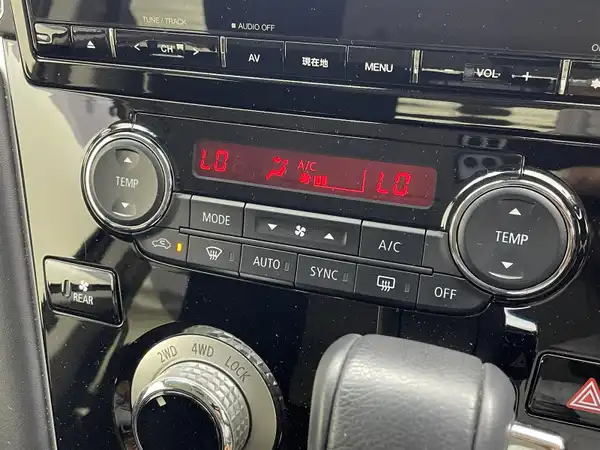 TUNE / TRACK
AUDIO OFF
CH
AV
現在地
MENU
VOL
+
LO
A/C
LO
TEMP
TEMP
MODE
A/C
AUTO
SYNC
OFF
REAR
2WD 4WD LOCK